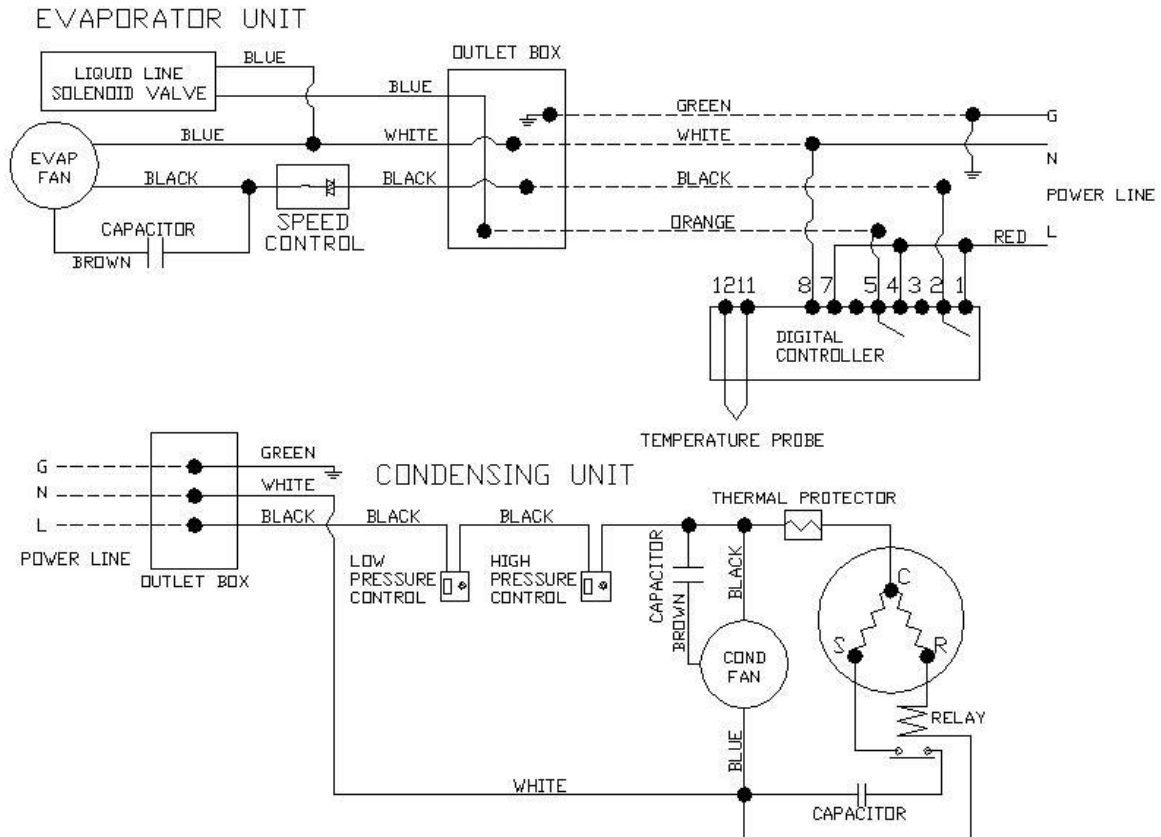 EVAPORATOR UNIT
OUTLET BOX
BLUE
LIQUID LINE
SOLENOID VALVE
BLUE
GREEN
G
BLUE
WHITE
WHITE
N
EVAP
FAN
BLACK
BLACK
BLACK
POWER LINE
SPEED
CONTROL
CAPACITOR
BROWN
ORANGE
RED
L
12 11 8 7 5 4 3 2 1
DIGITAL
CONTROLLER
TEMPERATURE PROBE
CONDENSING UNIT
G
GREEN
N
WHITE
L
BLACK
BLACK
BLACK
POWER LINE
OUTLET BOX
LOW
PRESSURE
CONTROL
HIGH
PRESSURE
CONTROL
THERMAL PROTECTOR
CAPACITOR
BROWN
BLACK
COND
FAN
BLUE
C
S
R
RELAY
WHITE
CAPACITOR